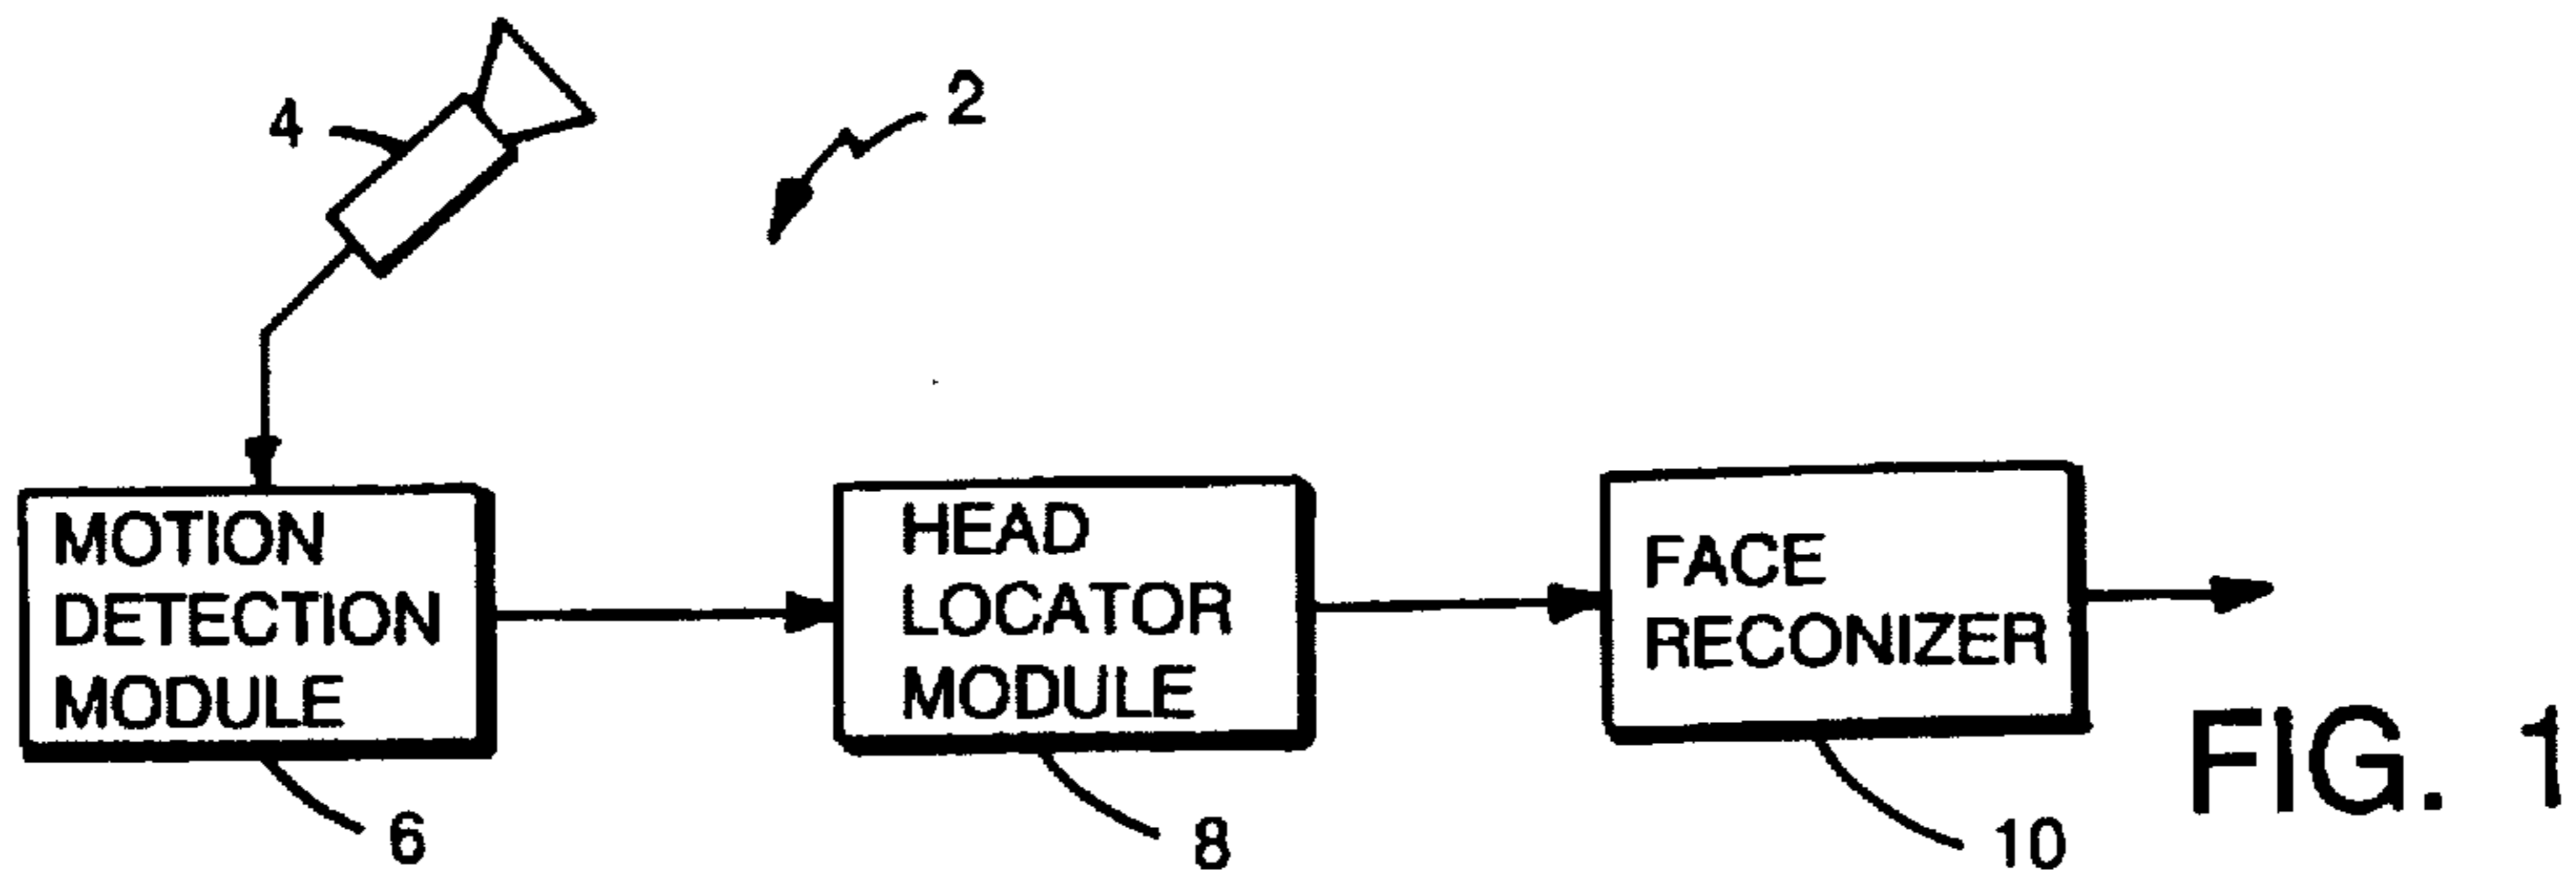 4
2
MOTION
DETECTION
MODULE
HEAD
LOCATOR
MODULE
FACE
RECONIZER
6
8
10
FIG. 1